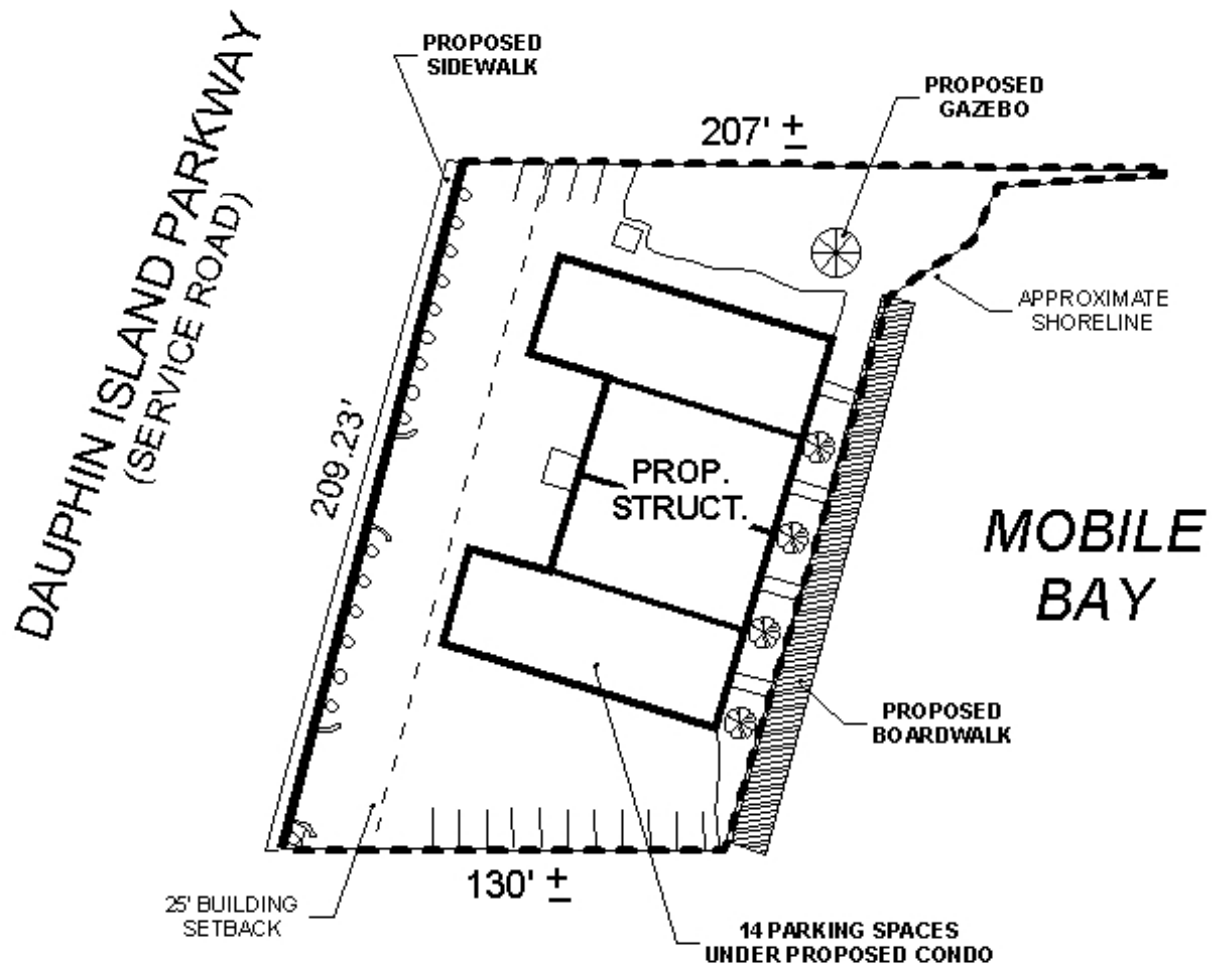 PROPOSED
SIDEWALK
PROPOSED
GAZEBO
207' ±
DAUPHIN ISLAND PARKWAY
(SERVICE ROAD)
APPROXIMATE
SHORELINE
209.23'
PROP.
STRUCT.
MOBILE
BAY
PROPOSED
BOARDWALK
130' ±
25' BUILDING
SETBACK
14 PARKING SPACES
UNDER PROPOSED CONDO